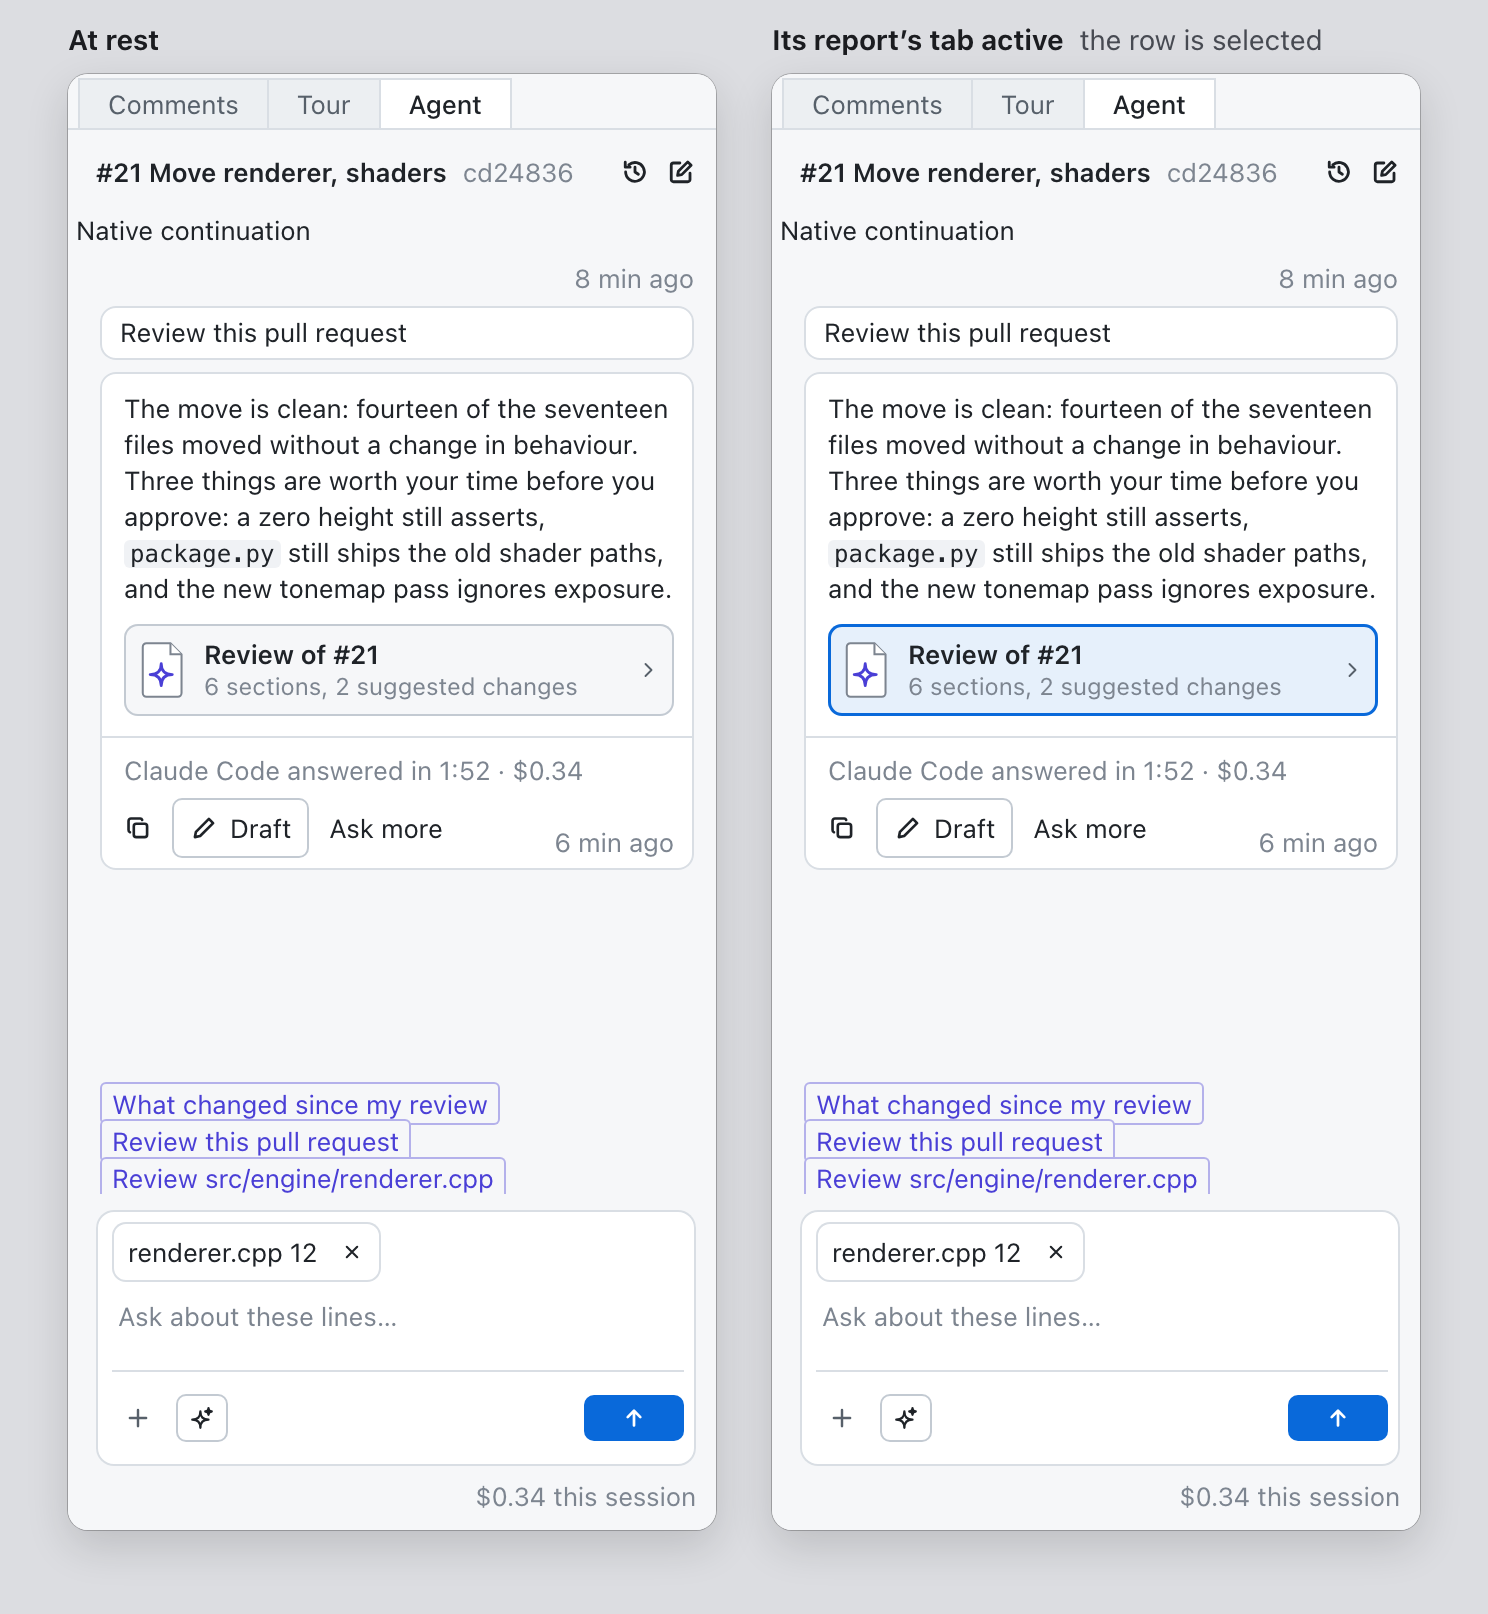 At rest
Comments Tour Agent
#21 Move renderer, shaders cd24836
Native continuation
8 min ago
Review this pull request
The move is clean: fourteen of the seventeen
files moved without a change in behaviour.
Three things are worth your time before you
approve: a zero height still asserts,
package.py still ships the old shader paths,
and the new tonemap pass ignores exposure.
Review of #21
6 sections, 2 suggested changes
Claude Code answered in 1:52 · $0.34
Draft Ask more 6 min ago
What changed since my review
Review this pull request
Review src/engine/renderer.cpp
renderer.cpp 12
Ask about these lines…
$0.34 this session
Its report’s tab active the row is selected
Comments Tour Agent
#21 Move renderer, shaders cd24836
Native continuation
8 min ago
Review this pull request
The move is clean: fourteen of the seventeen
files moved without a change in behaviour.
Three things are worth your time before you
approve: a zero height still asserts,
package.py still ships the old shader paths,
and the new tonemap pass ignores exposure.
Review of #21
6 sections, 2 suggested changes
Claude Code answered in 1:52 · $0.34
Draft Ask more 6 min ago
What changed since my review
Review this pull request
Review src/engine/renderer.cpp
renderer.cpp 12
Ask about these lines…
$0.34 this session